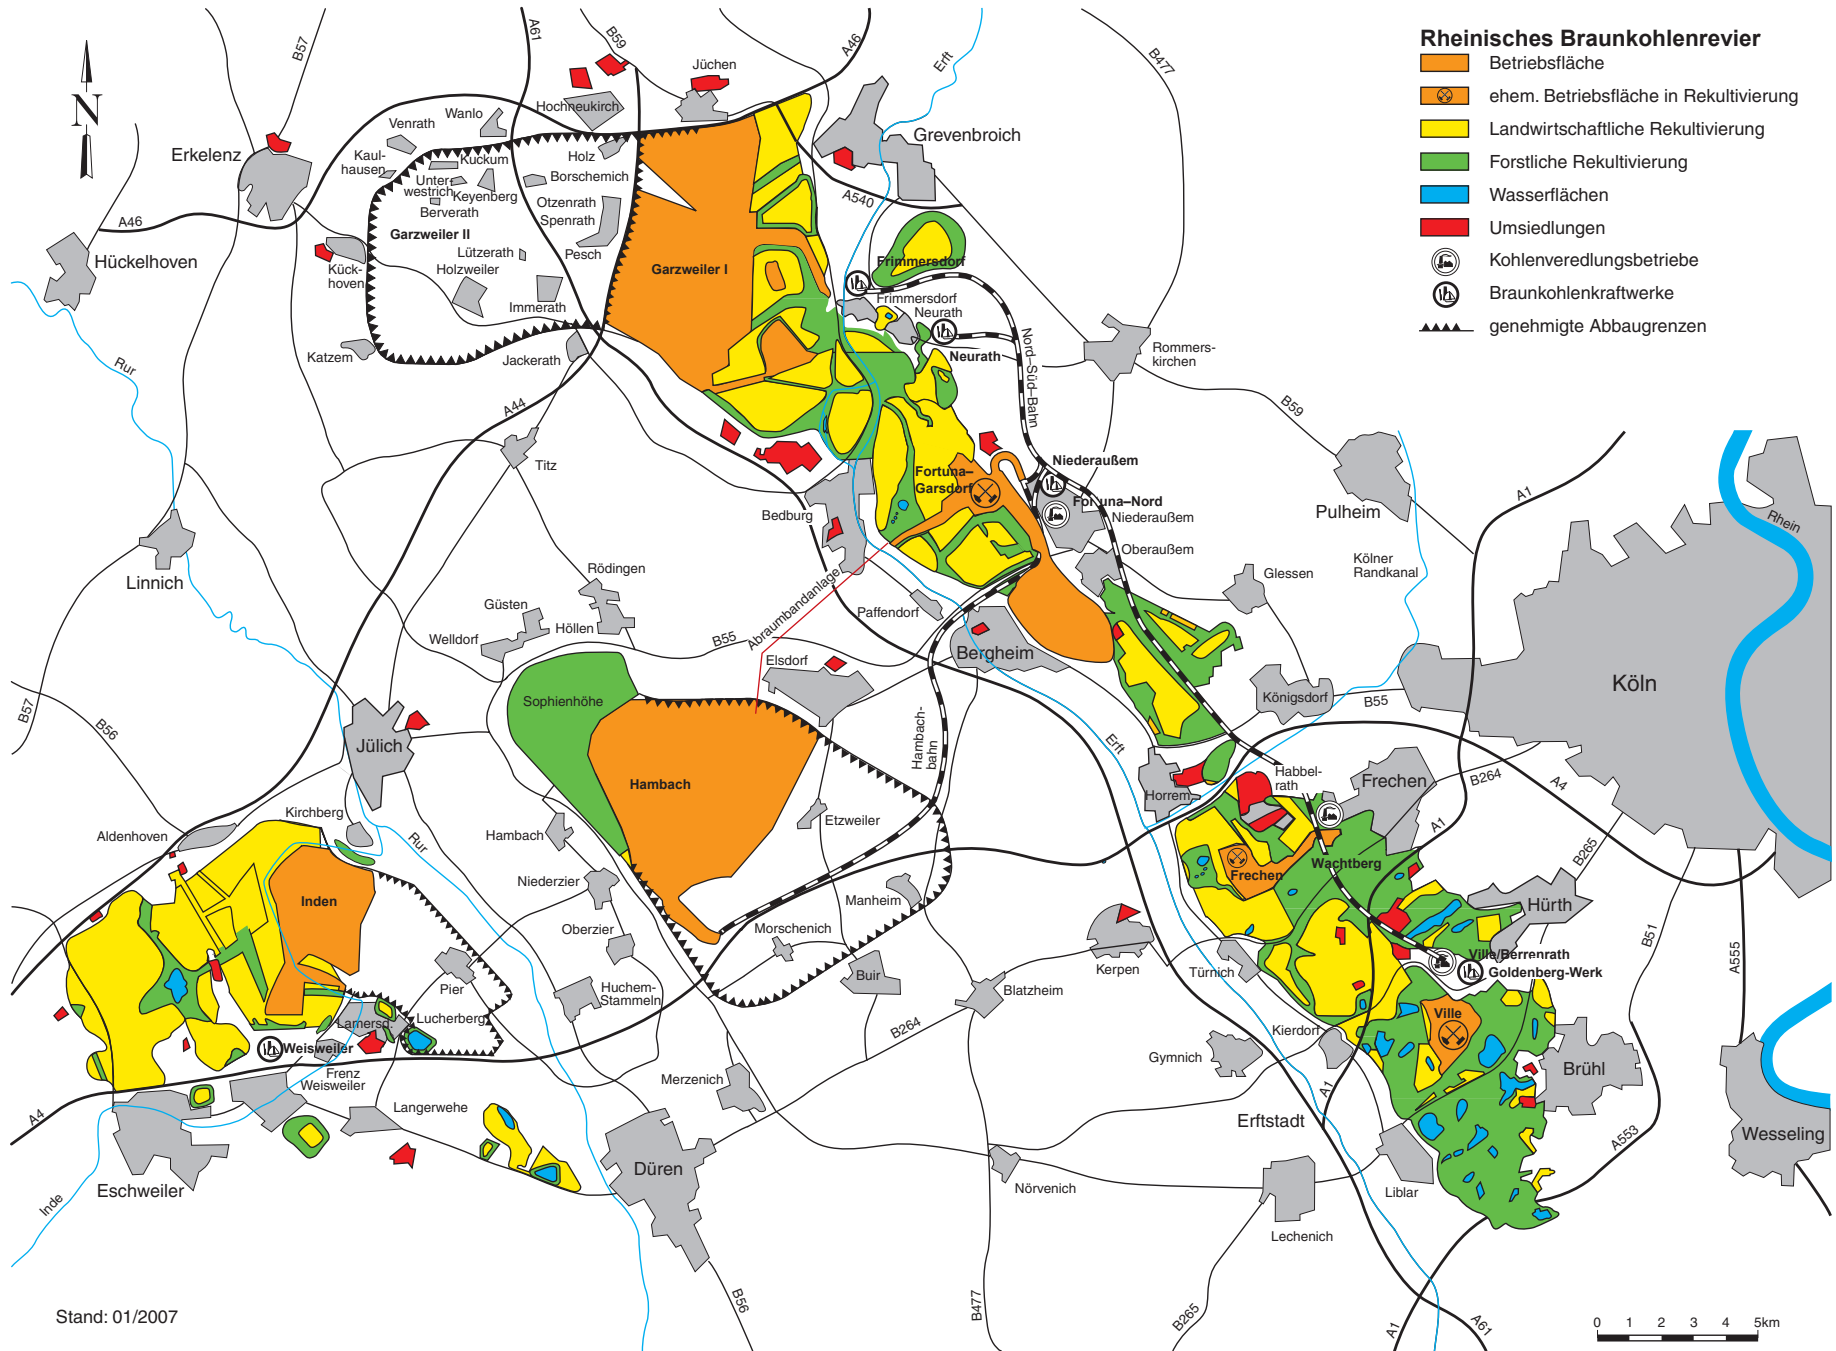 Rheinisches Braunkohlenrevier
Betriebsfläche
ehem. Betriebsfläche in Rekultivierung
Landwirtschaftliche Rekultivierung
Forstliche Rekultivierung
Wasserflächen
Umsiedlungen
Kohlenveredlungsbetriebe
Braunkohlenkraftwerke
genehmigte Abbaugrenzen
N
B57
A61
B59
A46
Erft
B477
Jüchen
Hochneukirch
Wanlo
Venrath
Grevenbroich
Erkelenz
Kaul-
hausen
Kuckum
Holz
Unter-
westrich
Borschemich
Keyenberg
Berverath
Otzenrath
Spenrath
A540
A46
Garzweiler II
Lützerath
Pesch
Garzweiler I
Frimmersdorf
Hückelhoven
Kück-
hoven
Holzweiler
Immerath
Frimmersdorf
Neurath
Katzem
Jackerath
Neurath
Nord–Süd–Bahn
Rommers-
kirchen
Rur
A44
B59
Titz
Fortuna–
Garsdorf
Niederaußem
Fortuna–Nord
Niederaußem
Oberaußem
Bedburg
Pulheim
A1
Rhein
Linnich
Rödingen
Kölner
Randkanal
Glessen
Güsten
Höllen
Welldorf
Abraumbandanlage
Paffendorf
B55
Elsdorf
Bergheim
Köln
Sophienhöhe
Königsdorf
B55
B57
B56
Jülich
Hambach
Hambach-
bahn
Erft
Habbel-
rath
Frechen
B264
A4
Horrem
Kirchberg
Aldenhoven
Rur
Hambach
Etzweiler
A1
B265
Wachtberg
Frechen
Niederzier
Inden
Manheim
Hürth
Oberzier
Morschenich
B51
A555
Kerpen
Türnich
Ville/Berrenrath
Goldenberg-Werk
Pier
Huchem-
Stammeln
Buir
Blatzheim
Lamersd.
Lucherberg
B264
Ville
Kierdorf
Weisweiler
Gymnich
Frenz
Weisweiler
Merzenich
Brühl
A4
Langerwehe
A1
Erftstadt
Wesseling
A553
Düren
Eschweiler
Nörvenich
Liblar
Inde
Lechenich
Stand: 01/2007
B56
B477
B265
A1
A61
0 1 2 3 4 5km